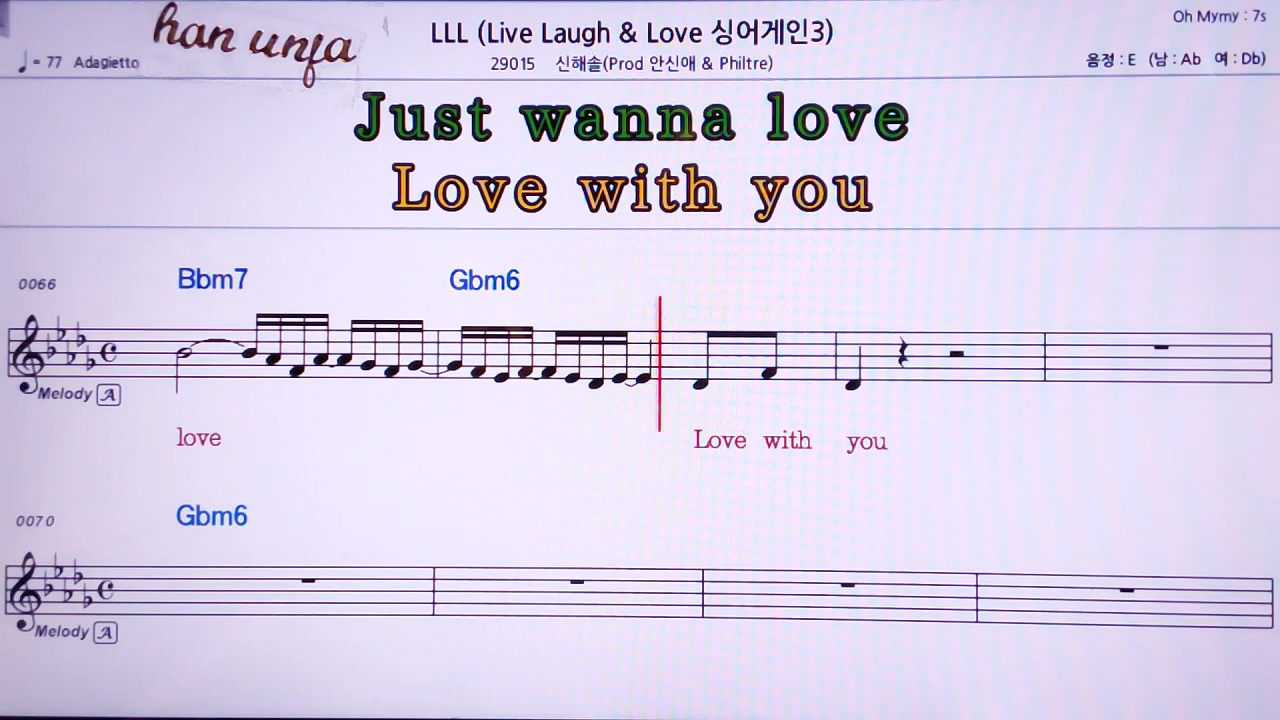 han unfa
LLL (Live Laugh & Love 싱어게인3)
Oh Mymy : 7s
♩= 77 Adagietto
29015 신해솔(Prod 안신애 & Philtre)
음정 : E (남 : Ab 여 : Db)
Just wanna love
Love with you
0066 Bbm7 Gbm6
Melody A
love Love with you
0070 Gbm6
Melody A